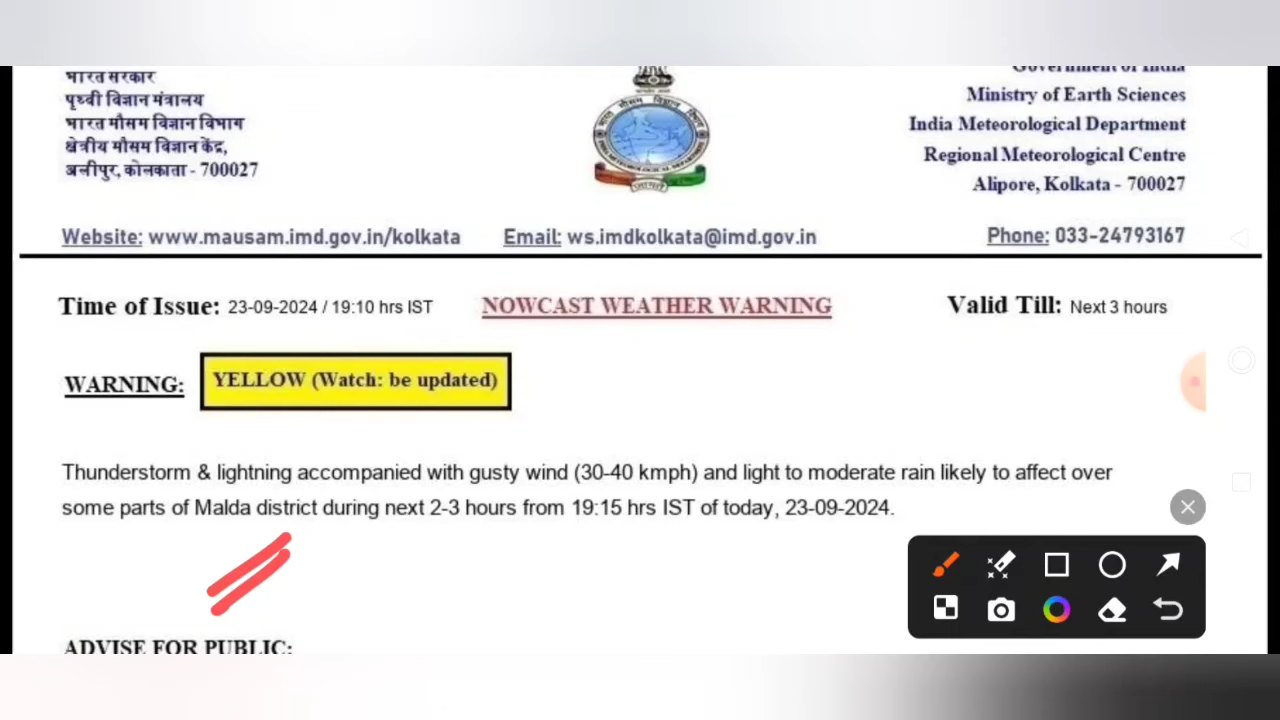 भारत सरकार
पृथ्वी विज्ञान मंत्रालय
भारत मौसम विज्ञान विभाग
क्षेत्रीय मौसम विज्ञान केंद्र,
अलीपुर, कोलकाता - 700027
Government of India
Ministry of Earth Sciences
India Meteorological Department
Regional Meteorological Centre
Alipore, Kolkata - 700027
Website: www.mausam.imd.gov.in/kolkata Email: ws.imdkolkata@imd.gov.in Phone: 033-24793167
Time of Issue: 23-09-2024 / 19:10 hrs IST NOWCAST WEATHER WARNING Valid Till: Next 3 hours
WARNING: YELLOW (Watch: be updated)
Thunderstorm & lightning accompanied with gusty wind (30-40 kmph) and light to moderate rain likely to affect over
some parts of Malda district during next 2-3 hours from 19:15 hrs IST of today, 23-09-2024.
ADVISE FOR PUBLIC: